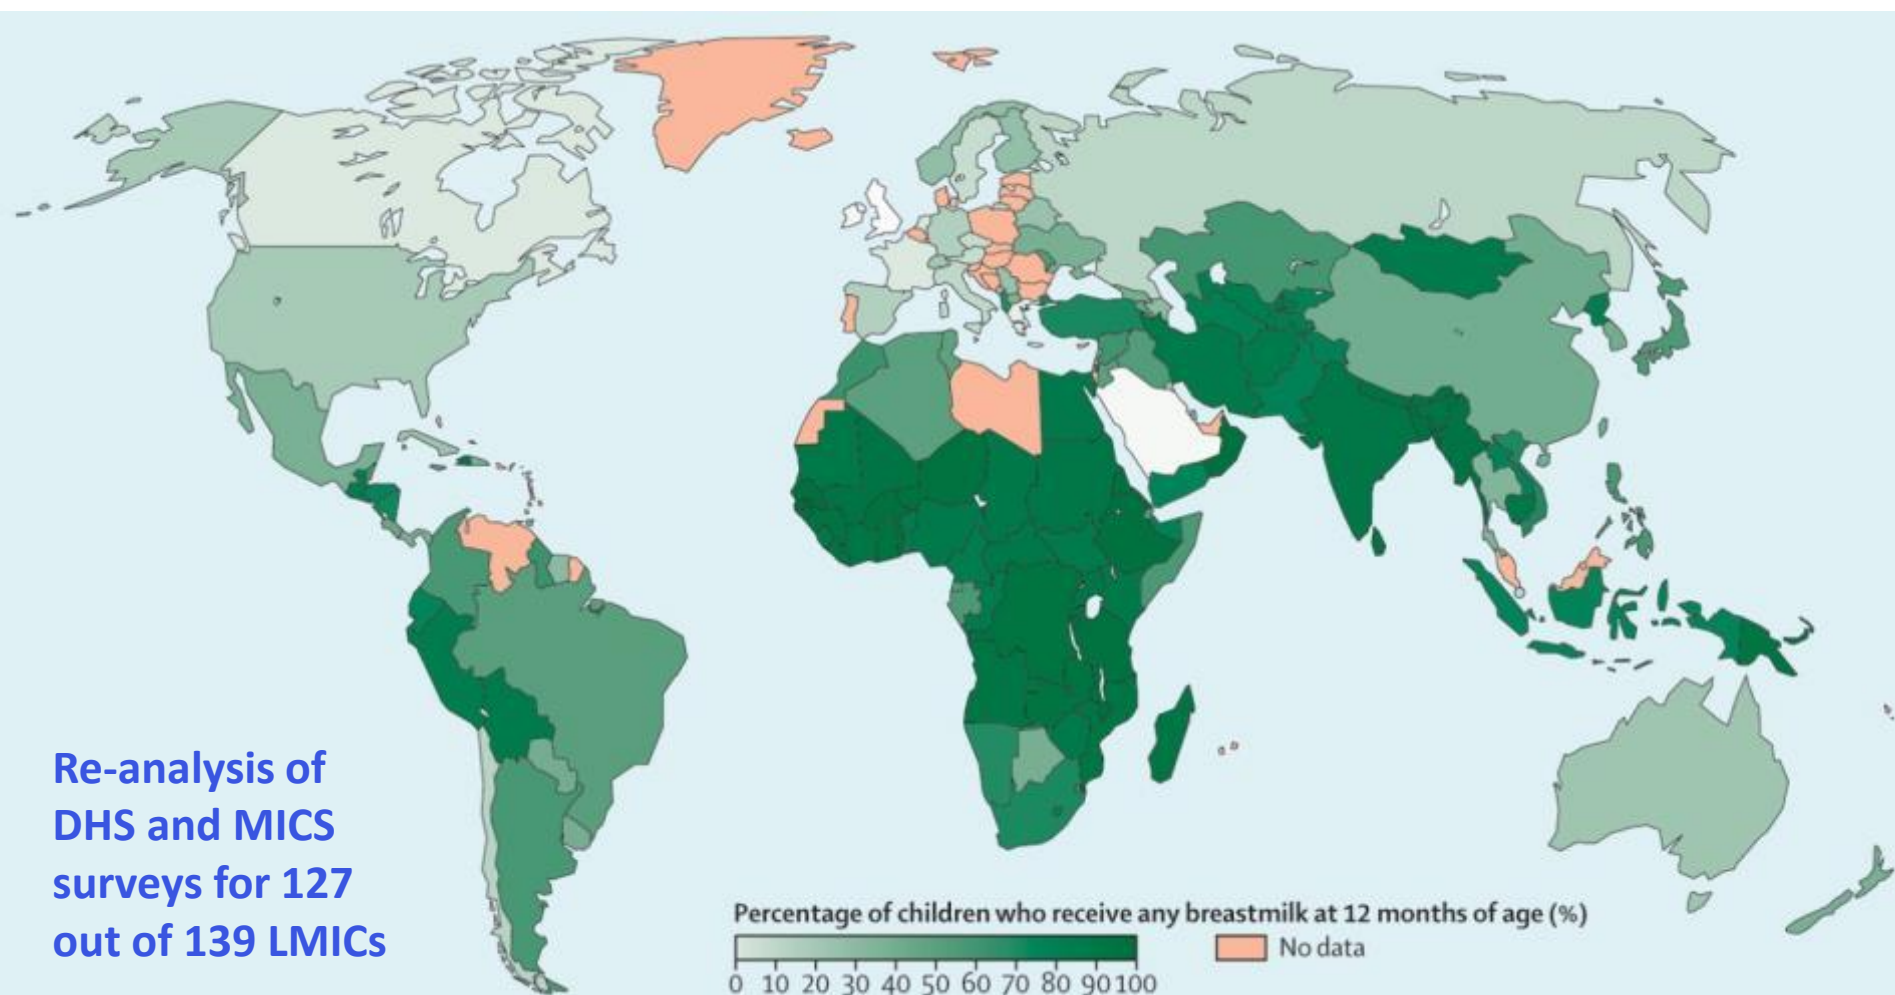 Re-analysis of
DHS and MICS
surveys for 127
out of 139 LMICs
Percentage of children who receive any breastmilk at 12 months of age (%)
No data
0 10 20 30 40 50 60 70 80 90 100